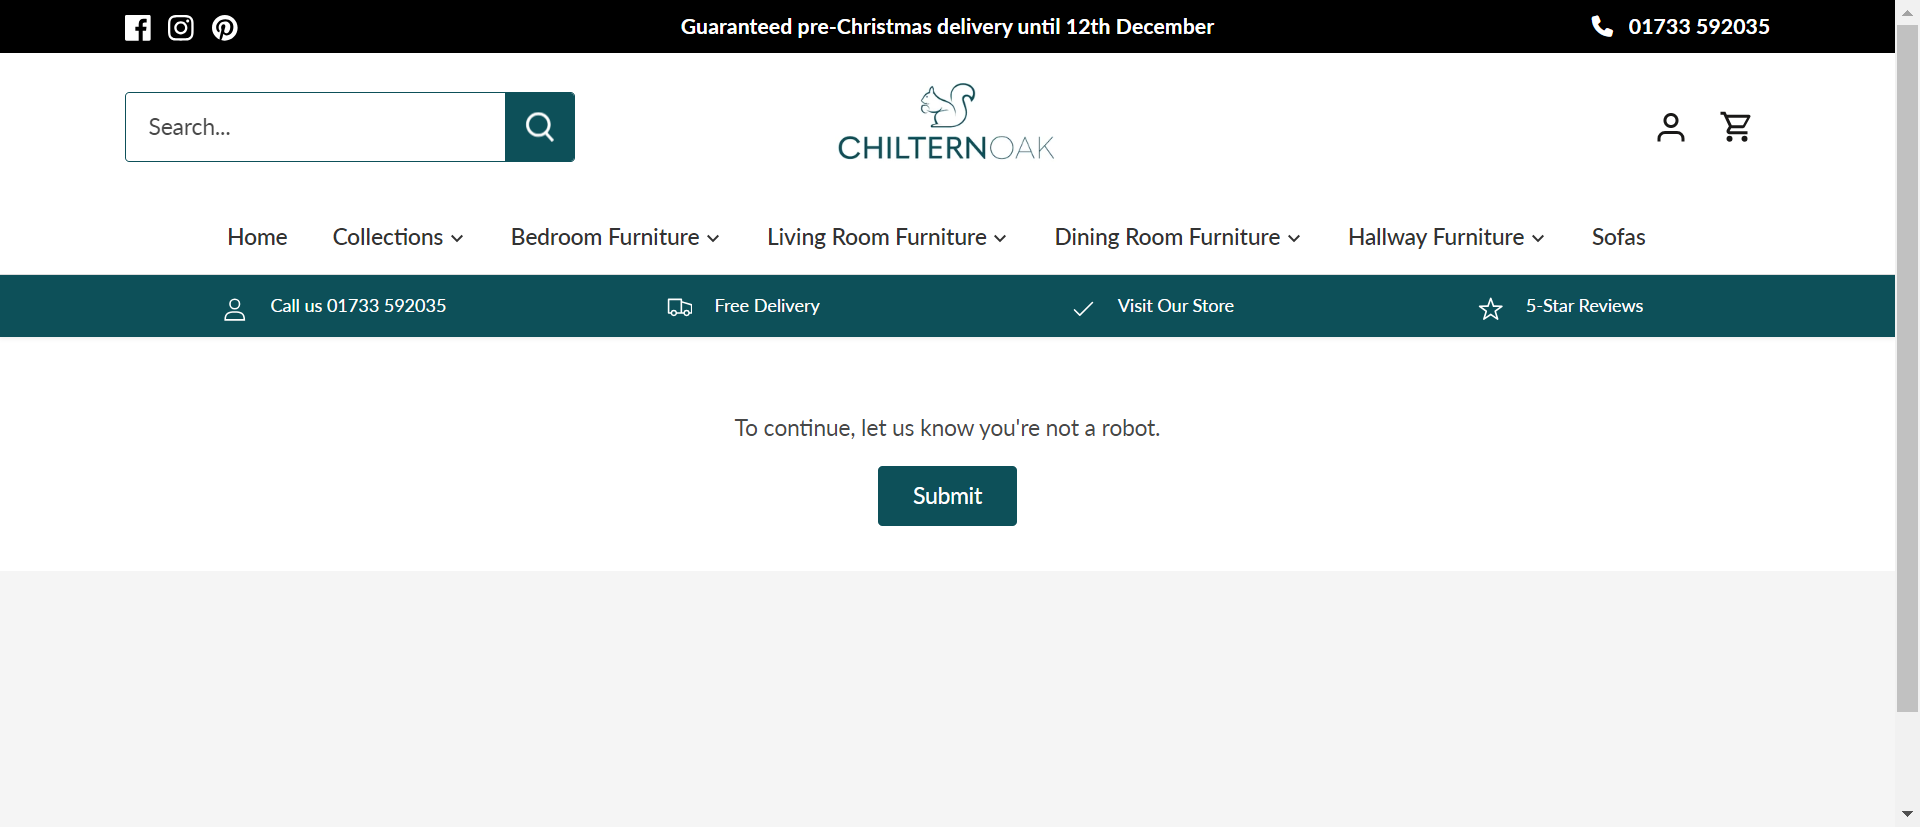 Guaranteed pre-Christmas delivery until 12th December
01733 592035
Search...
CHILTERNOAK
Home
Collections
Bedroom Furniture
Living Room Furniture
Dining Room Furniture
Hallway Furniture
Sofas
Call us 01733 592035
Free Delivery
Visit Our Store
5-Star Reviews
To continue, let us know you're not a robot.
Submit